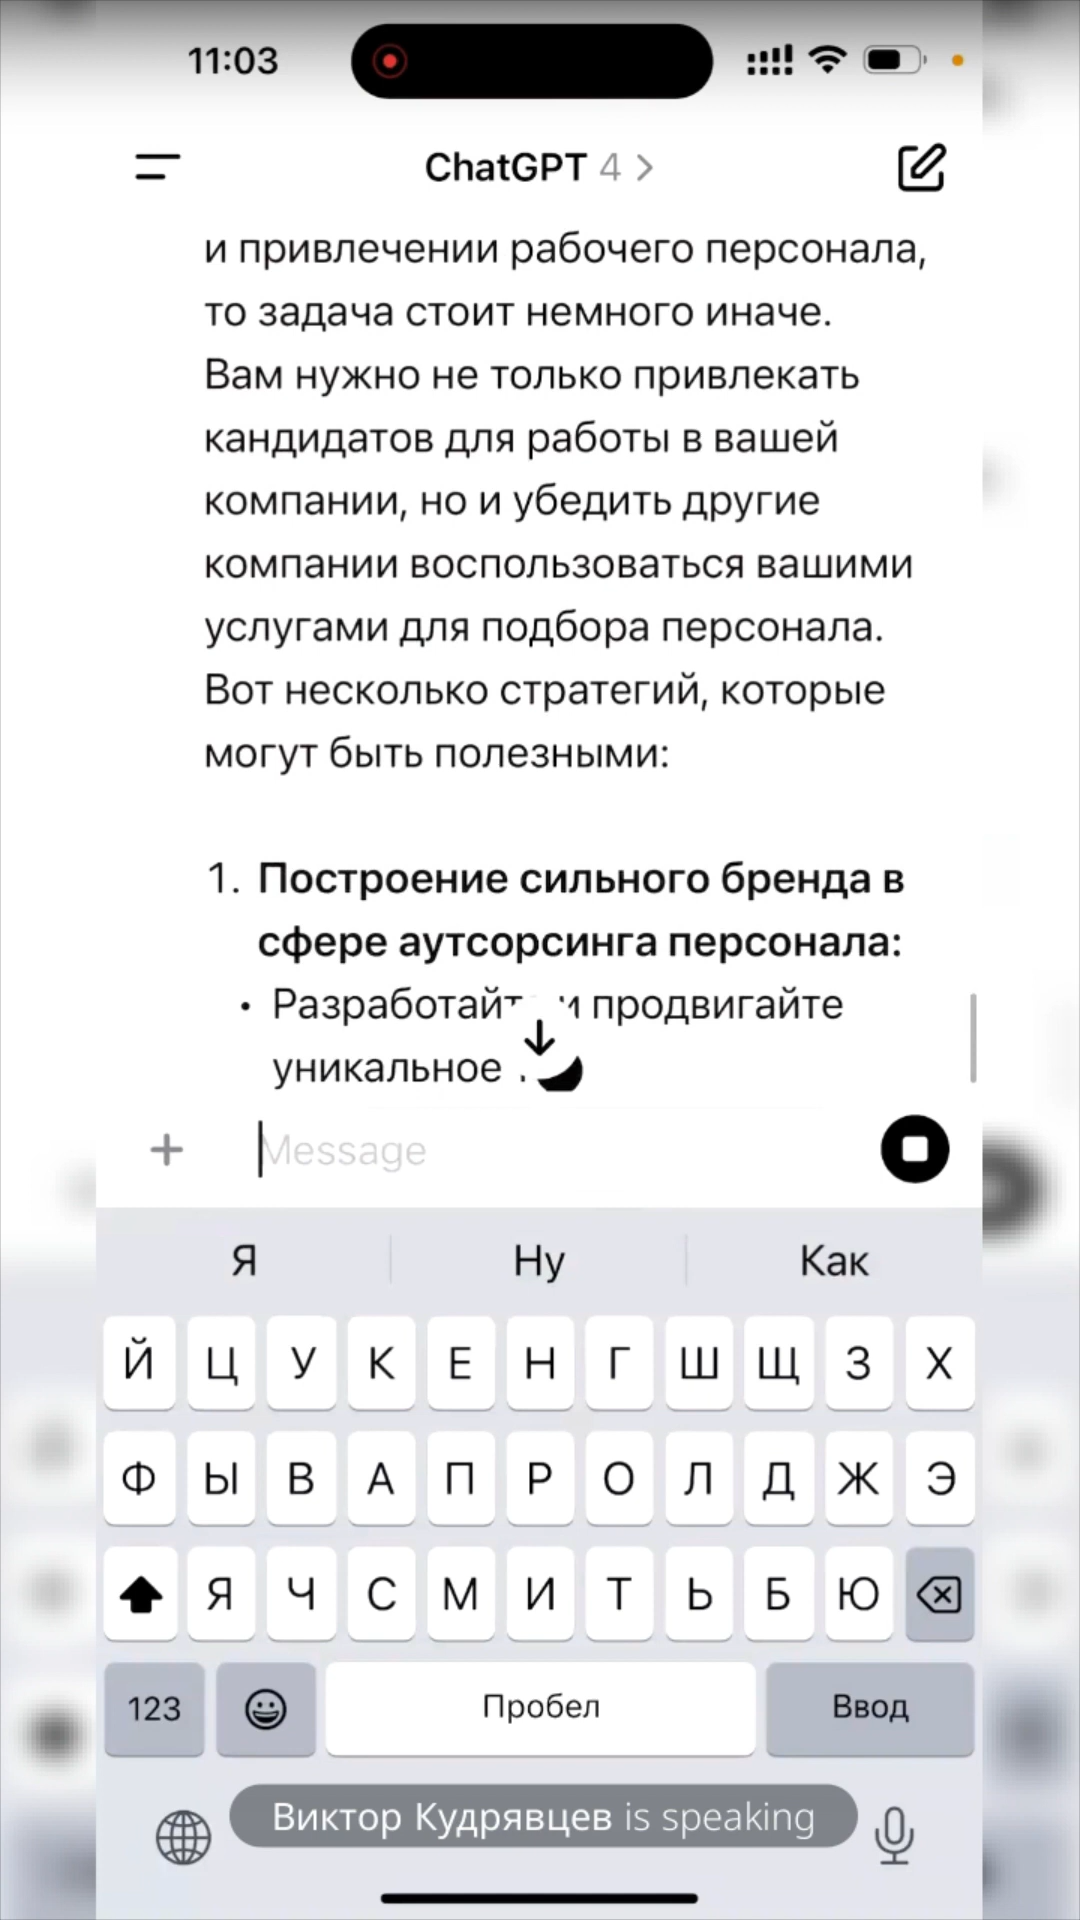 11:03
ChatGPT 4 >
и привлечении рабочего персонала,
то задача стоит немного иначе.
Вам нужно не только привлекать
кандидатов для работы в вашей
компании, но и убедить другие
компании воспользоваться вашими
услугами для подбора персонала.
Вот несколько стратегий, которые
могут быть полезными:
1. Построение сильного бренда в
сфере аутсорсинга персонала:
• и продвигайте
уникальное
Message
Я Ну Как
Й Ц У К Е Н Г Ш Щ З Х
Ф Ы В А П Р О Л Д Ж Э
Я Ч С М И Т Ь Б Ю
123 Пробел Ввод
Виктор Кудрявцев is speaking